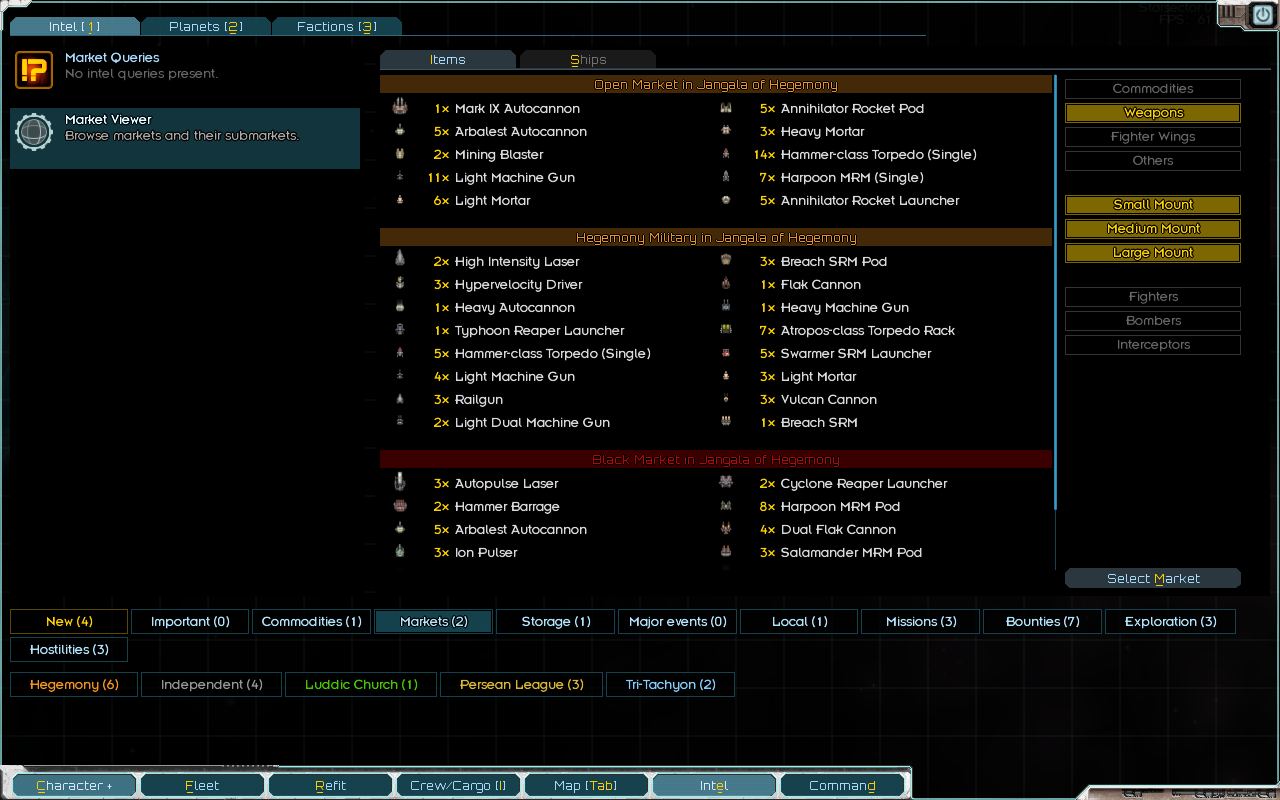 Intel [ 1 ] Planets [2] Factions [3]
Market Queries
No intel queries present.
Market Viewer
Browse markets and their submarkets.
Items Ships
Open Market in Jangala of Hegemony
1× Mark IX Autocannon 5× Annihilator Rocket Pod
5× Arbalest Autocannon 3× Heavy Mortar
2× Mining Blaster 14× Hammer-class Torpedo (Single)
11× Light Machine Gun 7× Harpoon MRM (Single)
6× Light Mortar 5× Annihilator Rocket Launcher
Hegemony Military in Jangala of Hegemony
2× High Intensity Laser 3× Breach SRM Pod
3× Hypervelocity Driver 1× Flak Cannon
1× Heavy Autocannon 1× Heavy Machine Gun
1× Typhoon Reaper Launcher 7× Atropos-class Torpedo Rack
5× Hammer-class Torpedo (Single) 5× Swarmer SRM Launcher
4× Light Machine Gun 3× Light Mortar
3× Railgun 3× Vulcan Cannon
2× Light Dual Machine Gun 1× Breach SRM
Black Market in Jangala of Hegemony
3× Autopulse Laser 2× Cyclone Reaper Launcher
2× Hammer Barrage 8× Harpoon MRM Pod
5× Arbalest Autocannon 4× Dual Flak Cannon
3× Ion Pulser 3× Salamander MRM Pod
Commodities
Weapons
Fighter Wings
Others
Small Mount
Medium Mount
Large Mount
Fighters
Bombers
Interceptors
Select Market
New (4) Important (0) Commodities (1) Markets (2) Storage (1) Major events (0) Local (1) Missions (3) Bounties (7) Exploration (3)
Hostilities (3)
Hegemony (6) Independent (4) Luddic Church (1) Persean League (3) Tri-Tachyon (2)
Character + Fleet Refit Crew/Cargo [I] Map [Tab] Intel Command